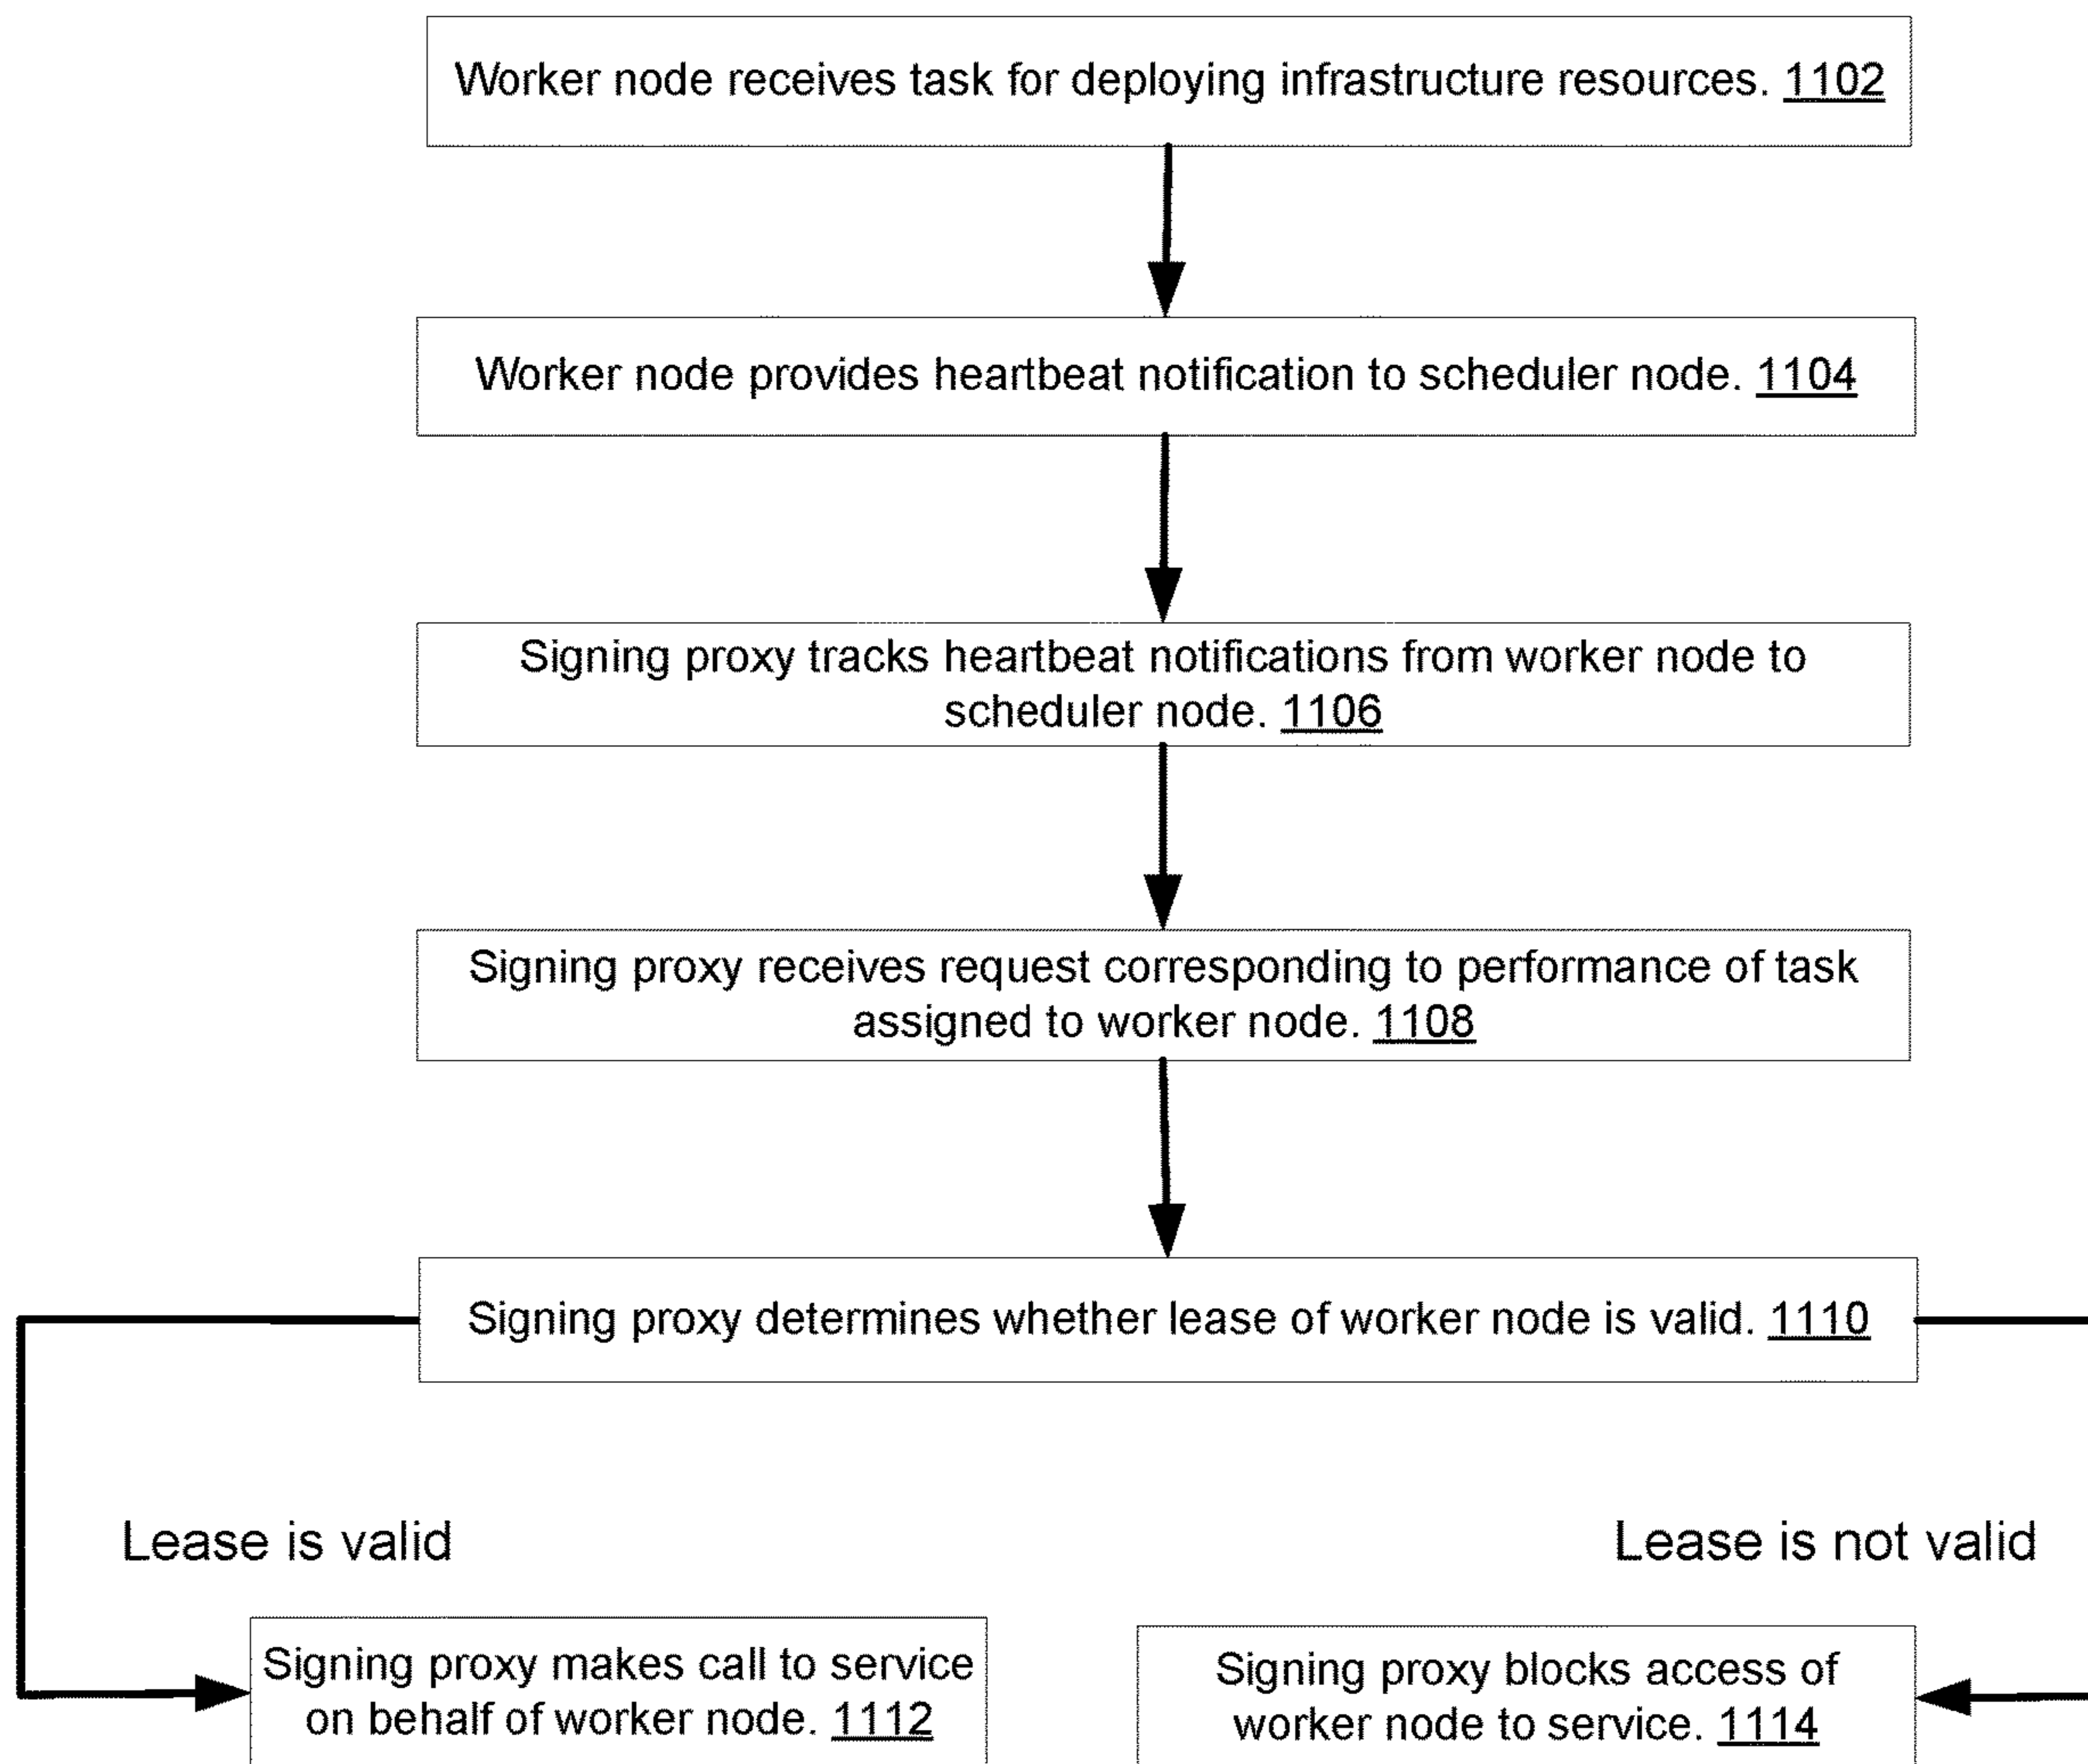 Worker node receives task for deploying infrastructure resources. 1102
Worker node provides heartbeat notification to scheduler node. 1104
Signing proxy tracks heartbeat notifications from worker node to
scheduler node. 1106
Signing proxy receives request corresponding to performance of task
assigned to worker node. 1108
Signing proxy determines whether lease of worker node is valid. 1110
Lease is valid
Lease is not valid
Signing proxy makes call to service
on behalf of worker node. 1112
Signing proxy blocks access of
worker node to service. 1114